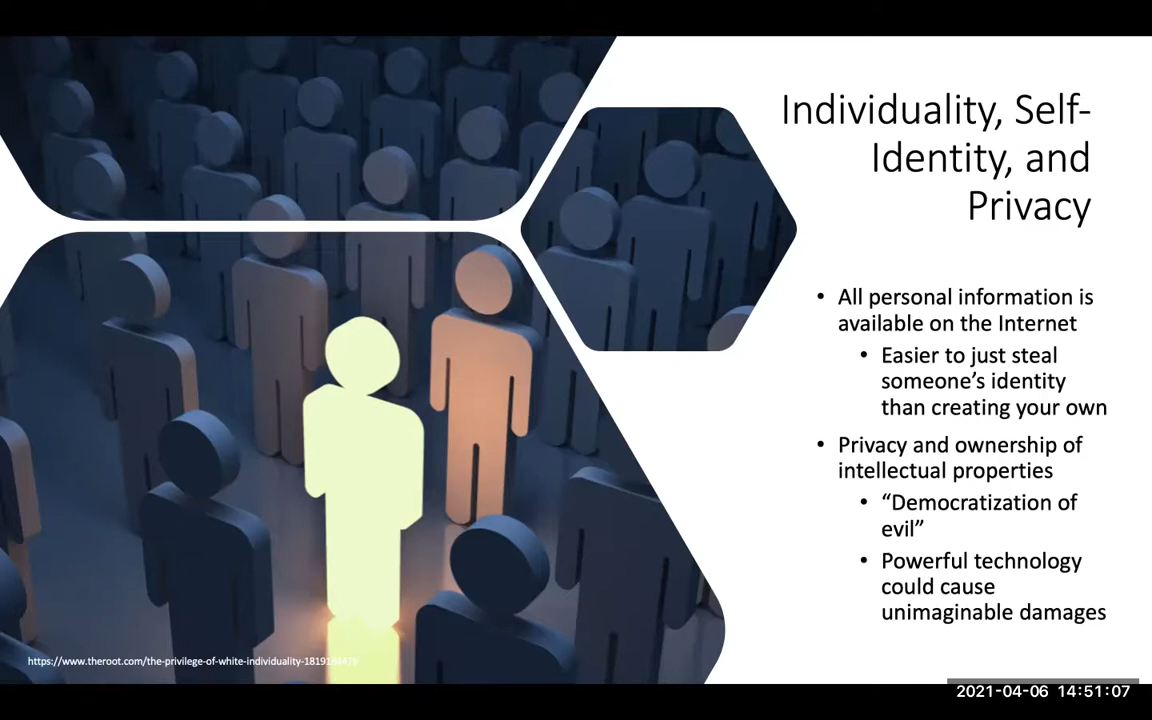 Individuality, Self-
Identity, and
Privacy
• All personal information is
available on the Internet
• Easier to just steal
someone’s identity
than creating your own
• Privacy and ownership of
intellectual properties
• “Democratization of
evil”
• Powerful technology
could cause
unimaginable damages
2021-04-06 14:51:07